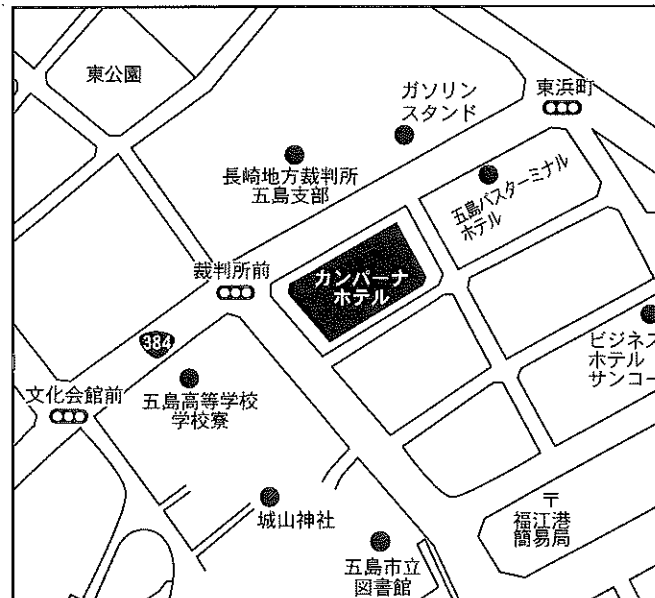 東公園
ガソリン
スタンド
東浜町
長崎地方裁判所
五島支部
五島バスターミナル
ホテル
裁判所前
カンパーナ
ホテル
384
ビジネス
ホテル
サンコー
文化会館前
五島高等学校
学校寮
城山神社
〒
福江港
簡易局
五島市立
図書館